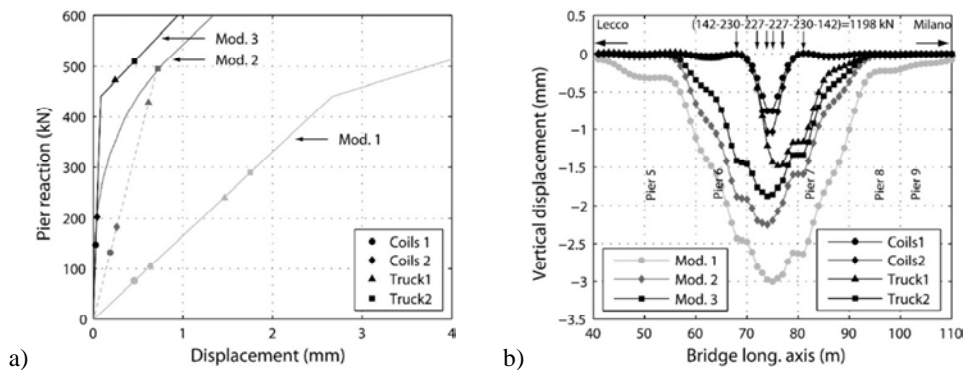 600
500
400
300
200
100
0
Pier reaction (kN)
Mod. 3
Mod. 2
Mod. 1
Coils 1
Coils 2
Truck1
Truck2
0
1
2
3
4
Displacement (mm)
a)
0.5
0
-0.5
-1
-1.5
-2
-2.5
-3
-3.5
Vertical displacement (mm)
Lecco
(142-230-227-227-230-142)=1198 kN
Milano
Pier 5
Pier 6
Pier 7
Pier 8
Pier 9
Mod. 1
Mod. 2
Mod. 3
Coils1
Coils2
Truck1
Truck2
40
50
60
70
80
90
100
110
Bridge long. axis (m)
b)